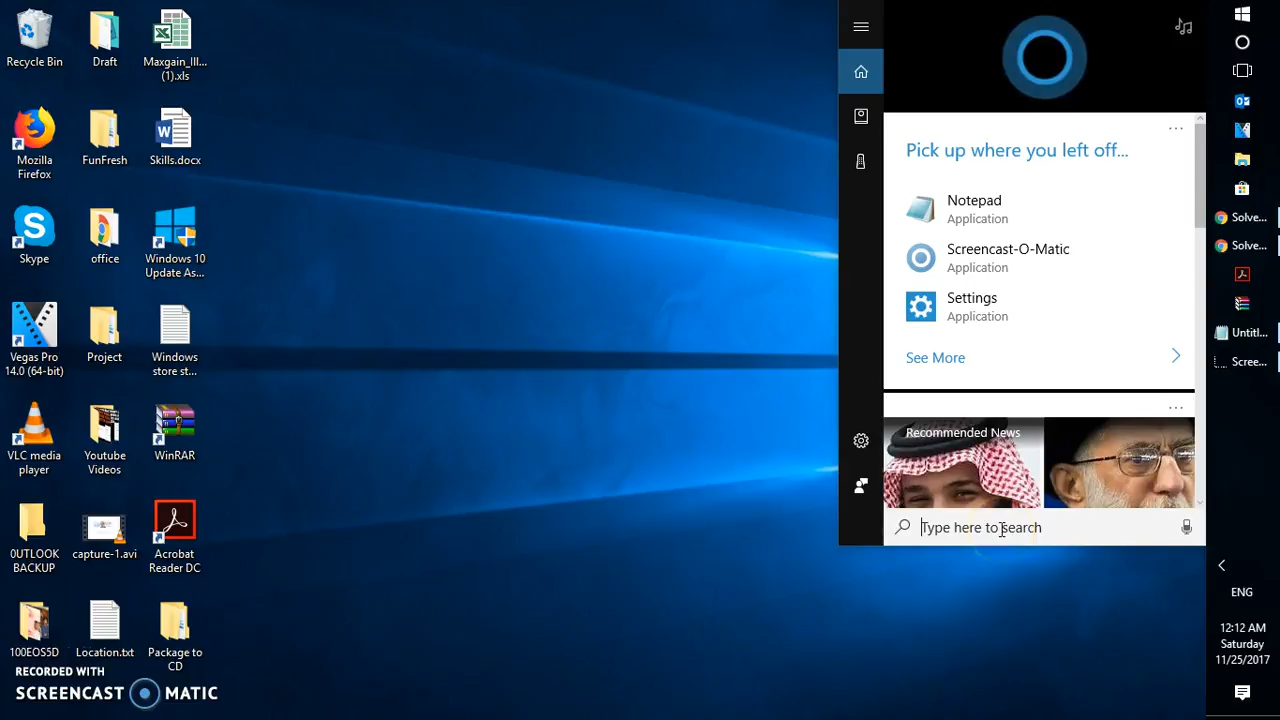 Recycle Bin
Draft
Maxgain_III...
(1).xls
Mozilla
Firefox
FunFresh
Skills.docx
Skype
office
Windows 10
Update As...
Vegas Pro
14.0 (64-bit)
Project
Windows
store st...
VLC media
player
Youtube
Videos
WinRAR
OUTLOOK
BACKUP
capture-1.avi
Acrobat
Reader DC
100EOS5D
Location.txt
Package to
CD
RECORDED WITH
SCREENCAST MATIC
Pick up where you left off...
Notepad
Application
Screencast-O-Matic
Application
Settings
Application
See More
Recommended News
Type here to search
Solve...
Solve...
Untitl...
Scree...
ENG
12:12 AM
Saturday
11/25/2017